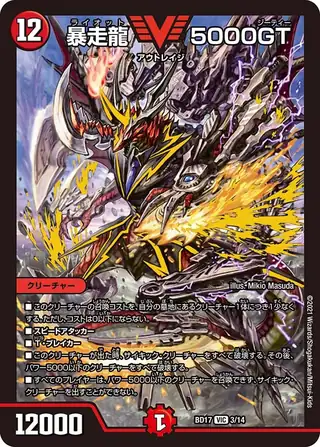 12
ライオット
ジーティー
暴走龍 5000GT
アウトレイジ
illus. Mikio Masuda
クリーチャー
■このクリーチャーの召喚コストを、自分の墓地にあるクリーチャー1体につき1少なくする。ただし、コストは0以下にならない。
■スピードアタッカー
■T・ブレイカー
■このクリーチャーが出た時、サイキック・クリーチャーをすべて破壊する。その後、パワー5000以下のクリーチャーをすべて破壊する。
■すべてのプレイヤーは、パワー5000以下のクリーチャーを召喚できず、サイキック・クリーチャーを出すことができない。
12000
1
BD17 VIC 3/14
©2021 Wizards/Shogakukan/Mitsui-Kids